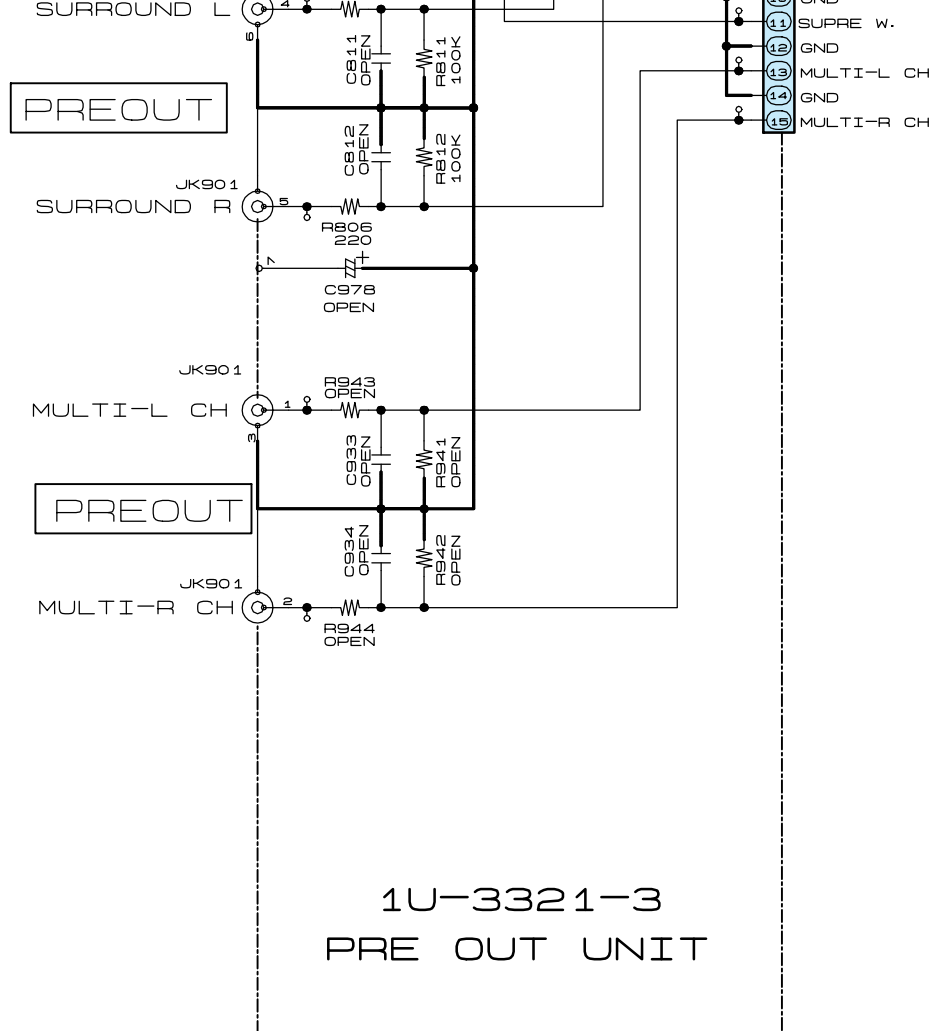 SURROUND L
4
6
C811
OPEN
R811
100K
11 SUPRE W.
12 GND
13 MULTI-L CH
14 GND
15 MULTI-R CH
PREOUT
C812
OPEN
R812
100K
JK901
SURROUND R
5
R806
220
7
+
C978
OPEN
JK901
MULTI-L CH
1
R943
OPEN
3
C933
OPEN
R941
OPEN
PREOUT
C934
OPEN
R942
OPEN
JK901
MULTI-R CH
2
R944
OPEN
1U-3321-3
PRE OUT UNIT